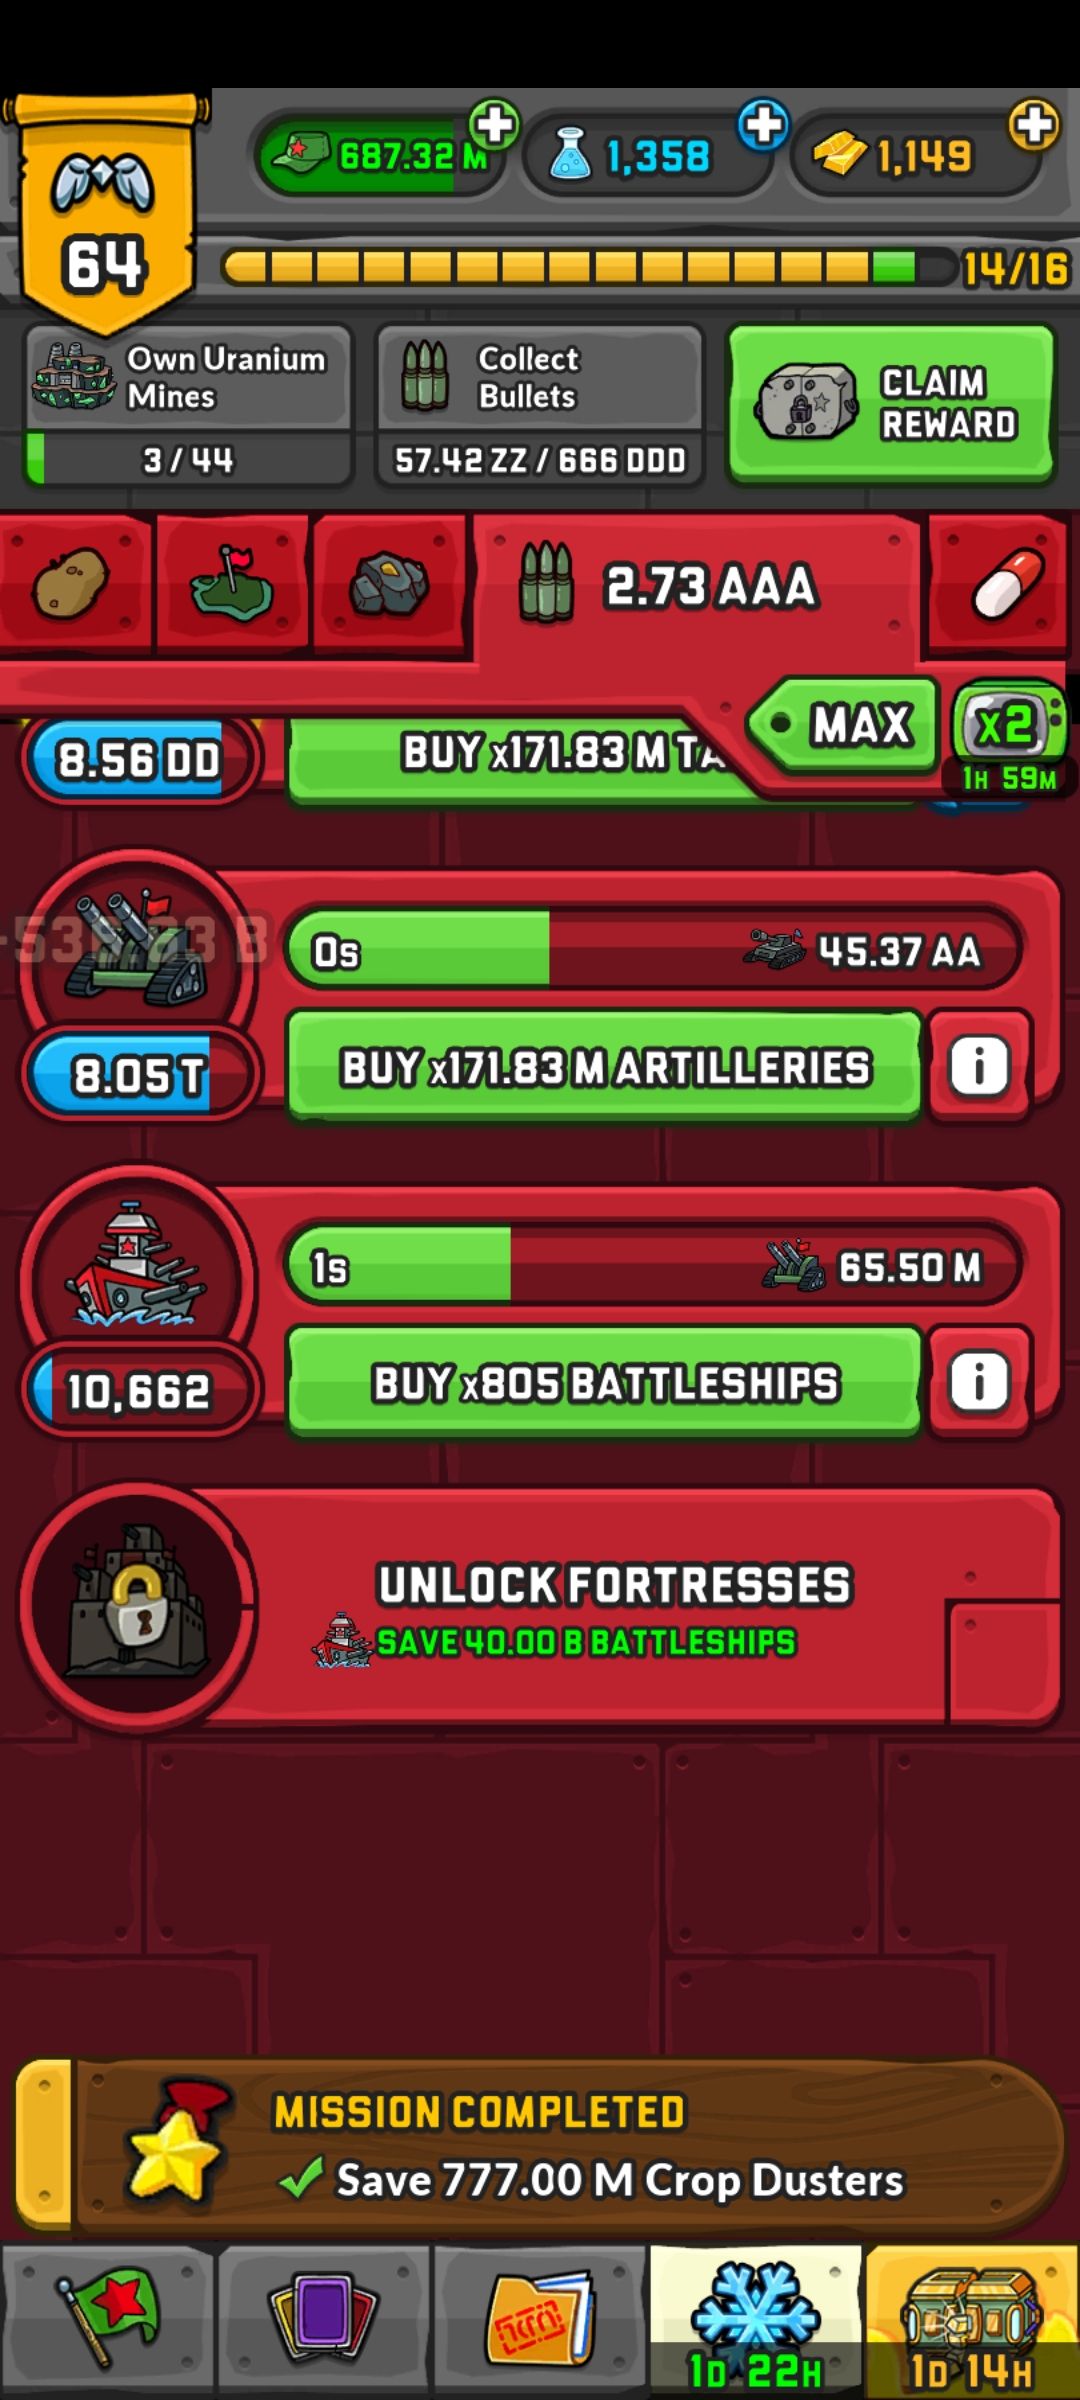 687.32 M
1,358
1,149
64
14/16
Own Uranium
Mines
3 / 44
Collect
Bullets
57.42 ZZ / 666 DDD
CLAIM
REWARD
2.73 AAA
MAX
x2
1H 59M
8.56 DD
BUY x171.83 M TA
0s
45.37 AA
8.05 T
BUY x171.83 M ARTILLERIES
i
1s
65.50 M
10,662
BUY x805 BATTLESHIPS
i
UNLOCK FORTRESSES
SAVE 40.00 B BATTLESHIPS
MISSION COMPLETED
Save 777.00 M Crop Dusters
1D 22H
1D 14H